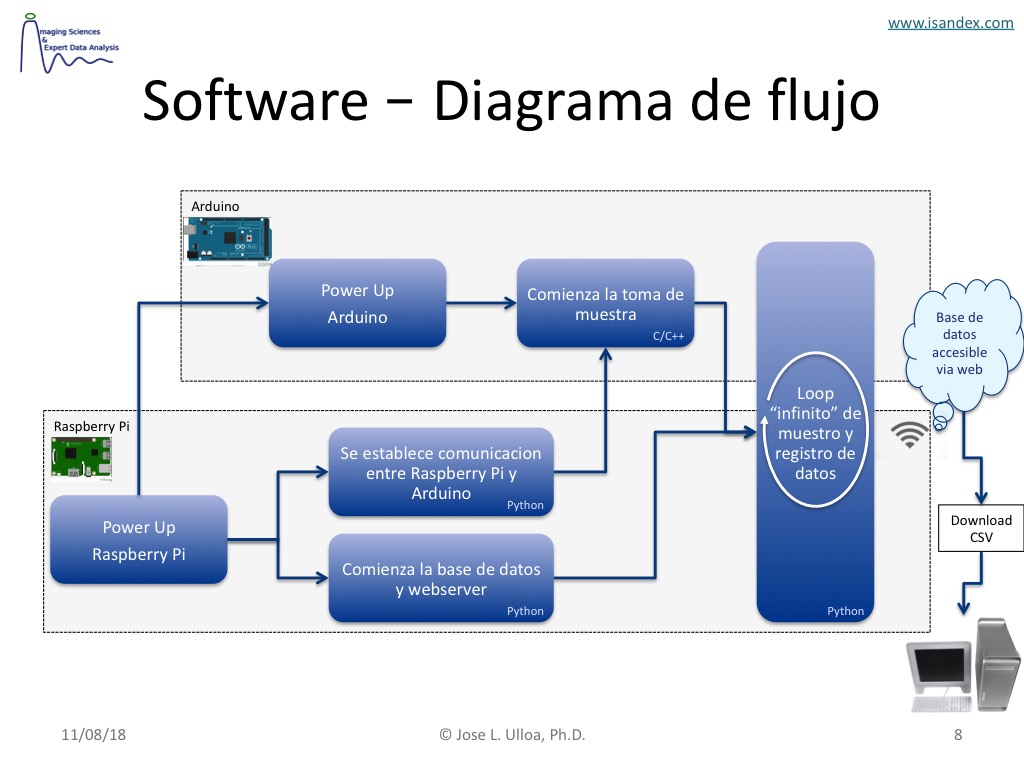 www.isandex.com
maging Sciences
&
Expert Data Analysis
Software – Diagrama de flujo
Arduino
Power Up
Arduino
Comienza la toma de
muestra
C/C++
Base de
datos
accesible
via web
Loop
“infinito” de
muestro y
registro de
datos
Python
Raspberry Pi
Power Up
Raspberry Pi
Se establece comunicacion
entre Raspberry Pi y
Arduino
Python
Comienza la base de datos
y webserver
Python
Download
CSV
11/08/18
© Jose L. Ulloa, Ph.D.
8